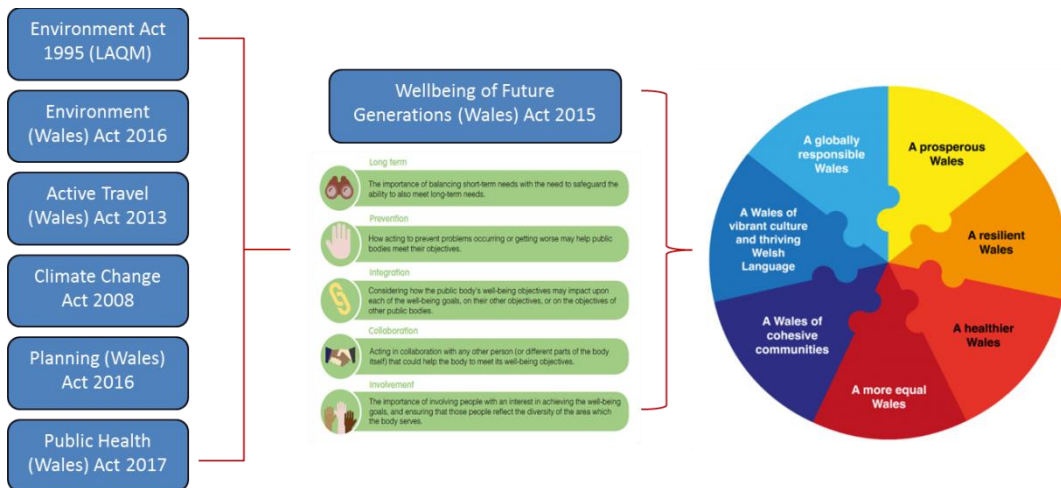 Environment Act
1995 (LAQM)
Environment
(Wales) Act 2016
Active Travel
(Wales) Act 2013
Climate Change
Act 2008
Planning (Wales)
Act 2016
Public Health
(Wales) Act 2017
Wellbeing of Future
Generations (Wales) Act 2015
Long term
The importance of balancing short-term needs with the need to safeguard the
ability to also meet long-term needs.
Prevention
How acting to prevent problems occurring or getting worse may help public
bodies meet their objectives.
Integration
Considering how the public body's well-being objectives may impact upon
each of the well-being goals, on their other objectives, or on the objectives of
other public bodies.
Collaboration
Acting in collaboration with any other person (or different parts of the body
itself) that could help the body to meet its well-being objectives.
Involvement
The importance of involving people with an interest in achieving the well-being
goals, and ensuring that those people reflect the diversity of the area which
the body serves.
A prosperous
Wales
A resilient
Wales
A healthier
Wales
A more equal
Wales
A Wales of
cohesive
communities
A Wales of
vibrant culture
and thriving
Welsh
Language
A globally
responsible
Wales